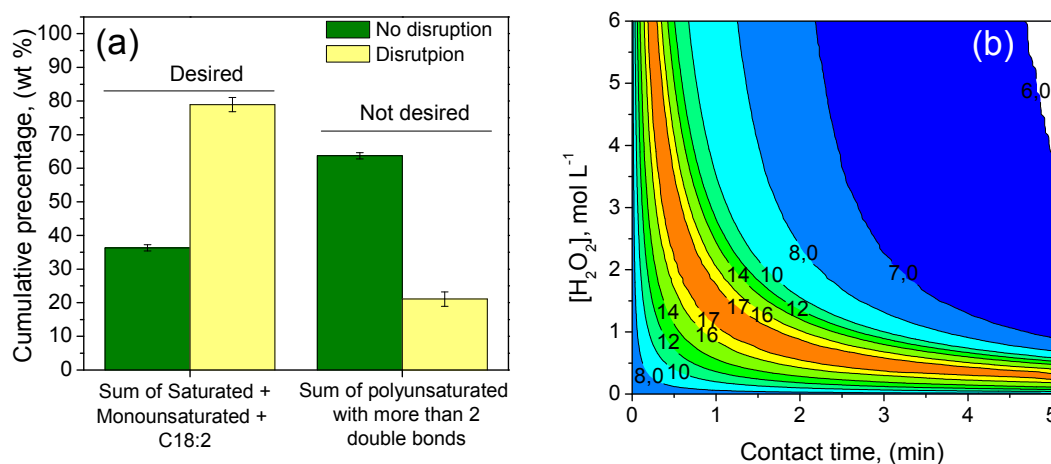 (a)
No disruption
Disrutpion
Desired
Not desired
Cumulative precentage, (wt %)
100
90
80
70
60
50
40
30
20
10
0
Sum of Saturated +
Monounsaturated +
C18:2
Sum of polyunsaturated
with more than 2
double bonds
(b)
[H₂O₂], mol L⁻¹
6
5
4
3
2
1
0
6,0
8,0
7,0
14
10
17
16
12
14
17
16
12
10
8,0
0
1
2
3
4
5
Contact time, (min)